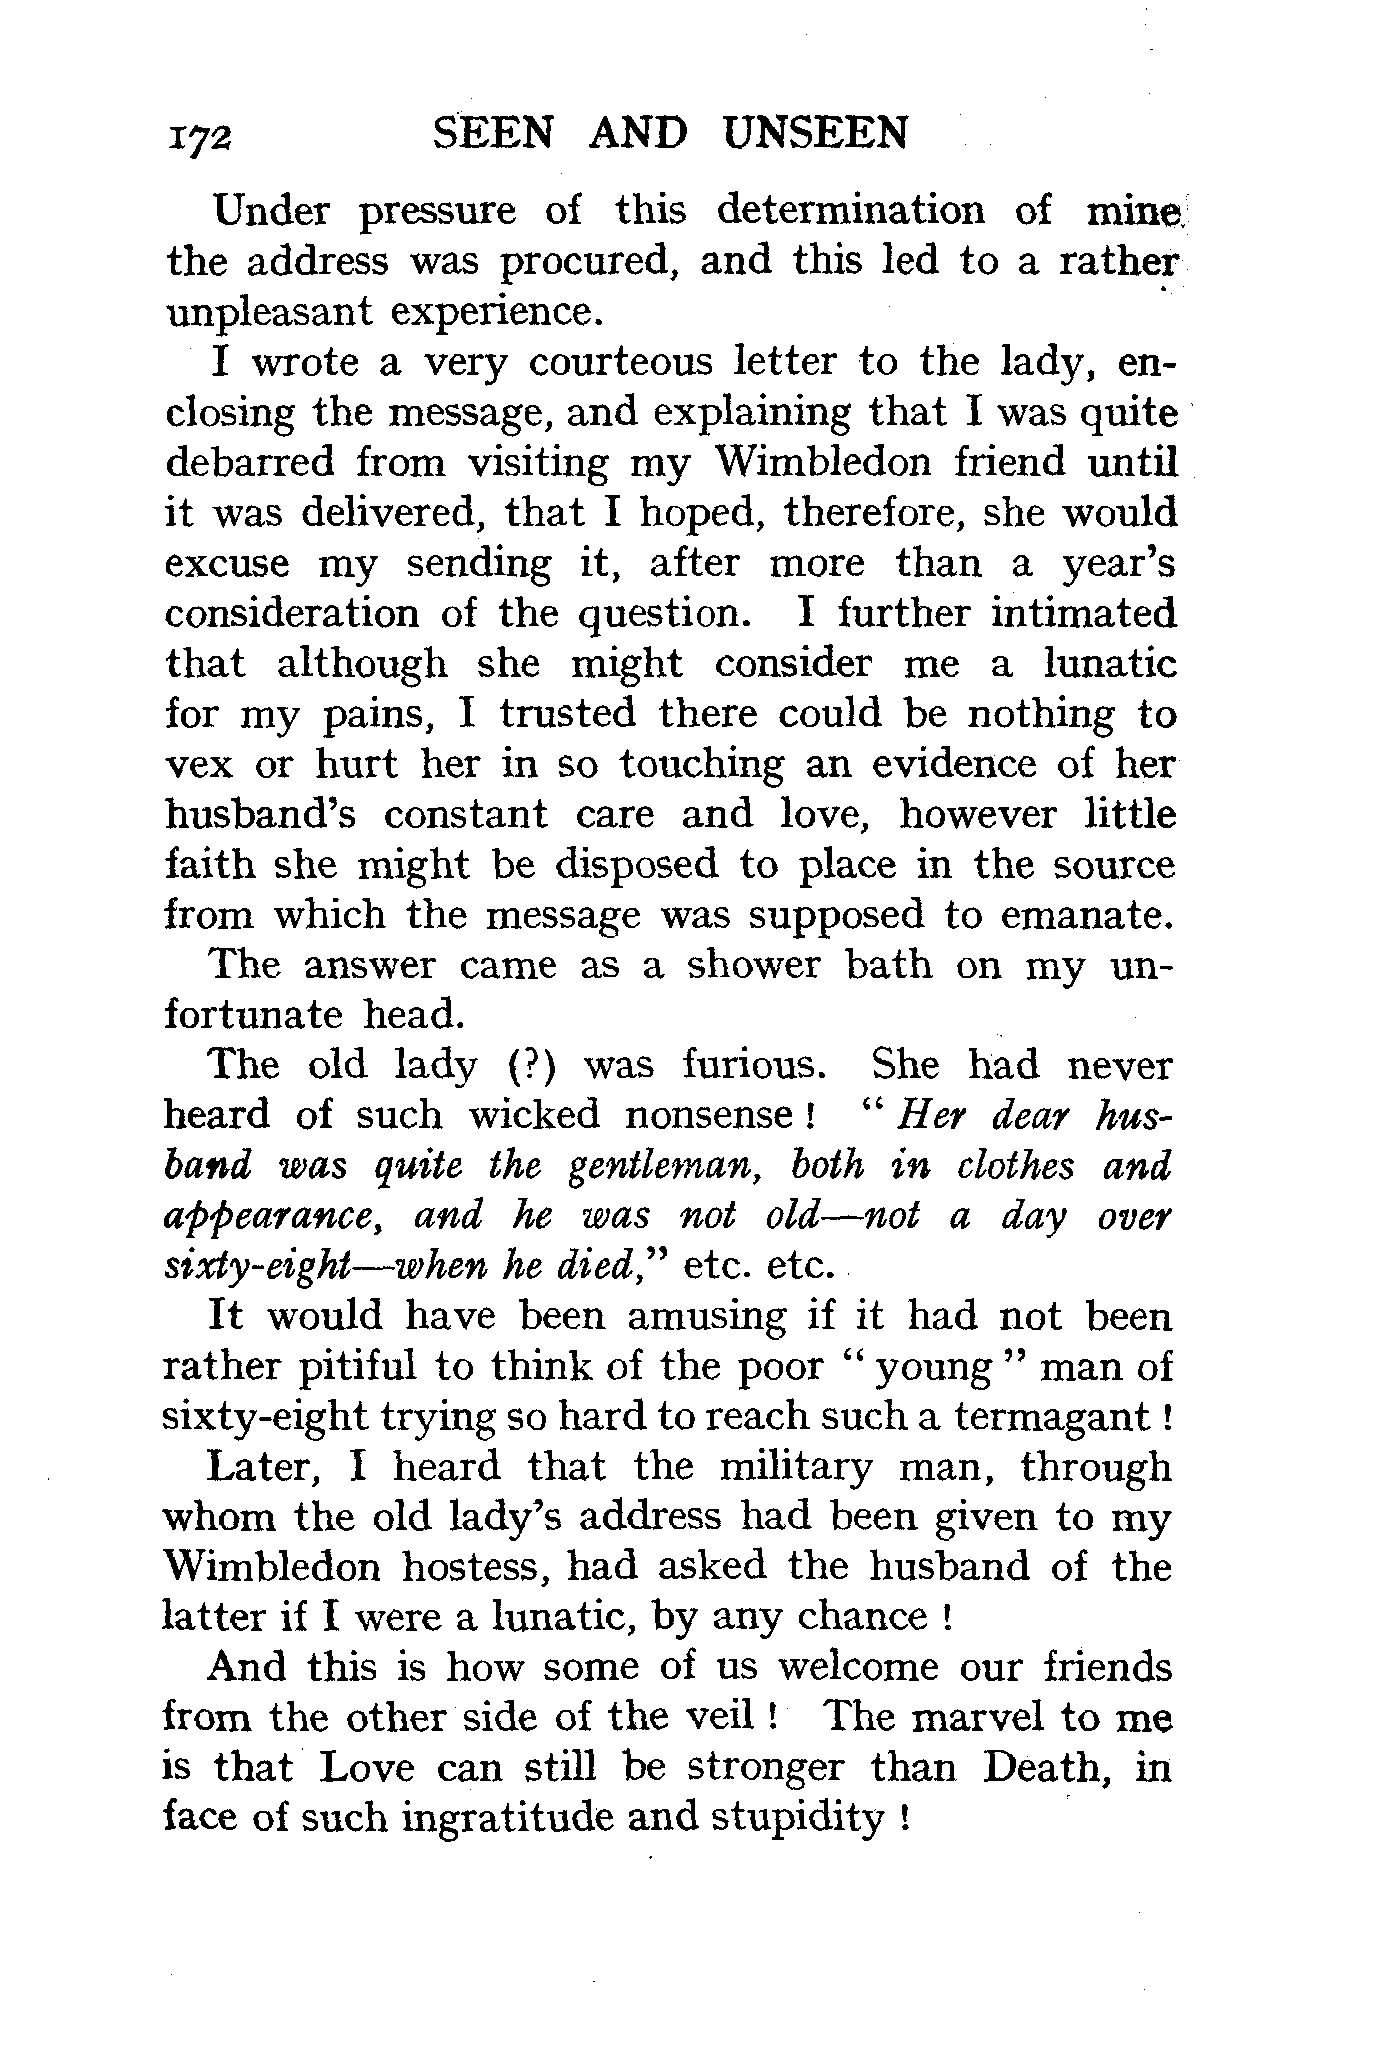 172 SEEN AND UNSEEN
Under pressure of this determination of mine
the address was procured, and this led to a rather
unpleasant experience.
I wrote a very courteous letter to the lady, en-
closing the message, and explaining that I was quite
debarred from visiting my Wimbledon friend until
it was delivered, that I hoped, therefore, she would
excuse my sending it, after more than a year's
consideration of the question. I further intimated
that although she might consider me a lunatic
for my pains, I trusted there could be nothing to
vex or hurt her in so touching an evidence of her
husband's constant care and love, however little
faith she might be disposed to place in the source
from which the message was supposed to emanate.
The answer came as a shower bath on my un-
fortunate head.
The old lady (?) was furious. She had never
heard of such wicked nonsense ! “ Her dear hus-
band was quite the gentleman, both in clothes and
appearance, and he was not old—not a day over
sixty-eight—when he died,” etc. etc.
It would have been amusing if it had not been
rather pitiful to think of the poor “ young ” man of
sixty-eight trying so hard to reach such a termagant !
Later, I heard that the military man, through
whom the old lady's address had been given to my
Wimbledon hostess, had asked the husband of the
latter if I were a lunatic, by any chance !
And this is how some of us welcome our friends
from the other side of the veil ! The marvel to me
is that Love can still be stronger than Death, in
face of such ingratitude and stupidity !